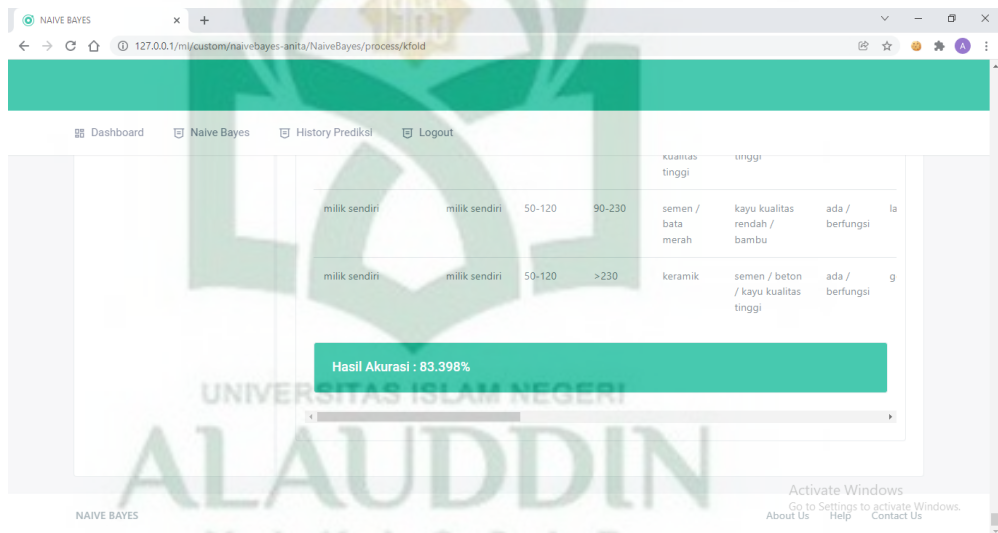 NAIVE BAYES
127.0.0.1/ml/custom/naivebayes-anita/NaiveBayes/process/kfold
A
Dashboard Naive Bayes History Prediksi Logout
kualitas tinggi
tinggi
milik sendiri milik sendiri 50-120 90-230 semen / kayu kualitas ada / la
bata rendah / berfungsi
merah bambu
milik sendiri milik sendiri 50-120 >230 keramik semen / beton ada / g
/ kayu kualitas berfungsi
tinggi
Hasil Akurasi : 83.398%
UNIVERSITAS ISLAM NEGERI
ALAUDDIN
Activate Windows
Go to Settings to activate Windows.
NAIVE BAYES About Us Help Contact Us